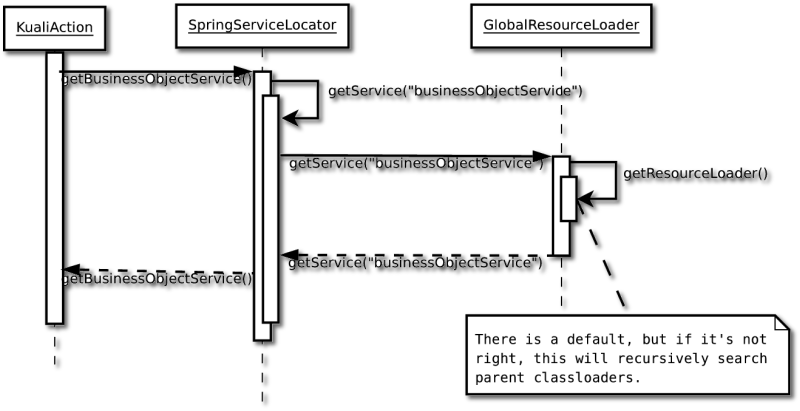 KualiAction
SpringServiceLocator
GlobalResourceLoader
getBusinessObjectService()
getService("businessObjectServide")
getService("businessObjectService")
getResourceLoader()
getService("businessObjectService")
getBusinessObjectService()
There is a default, but if it's not
right, this will recursively search
parent classloaders.